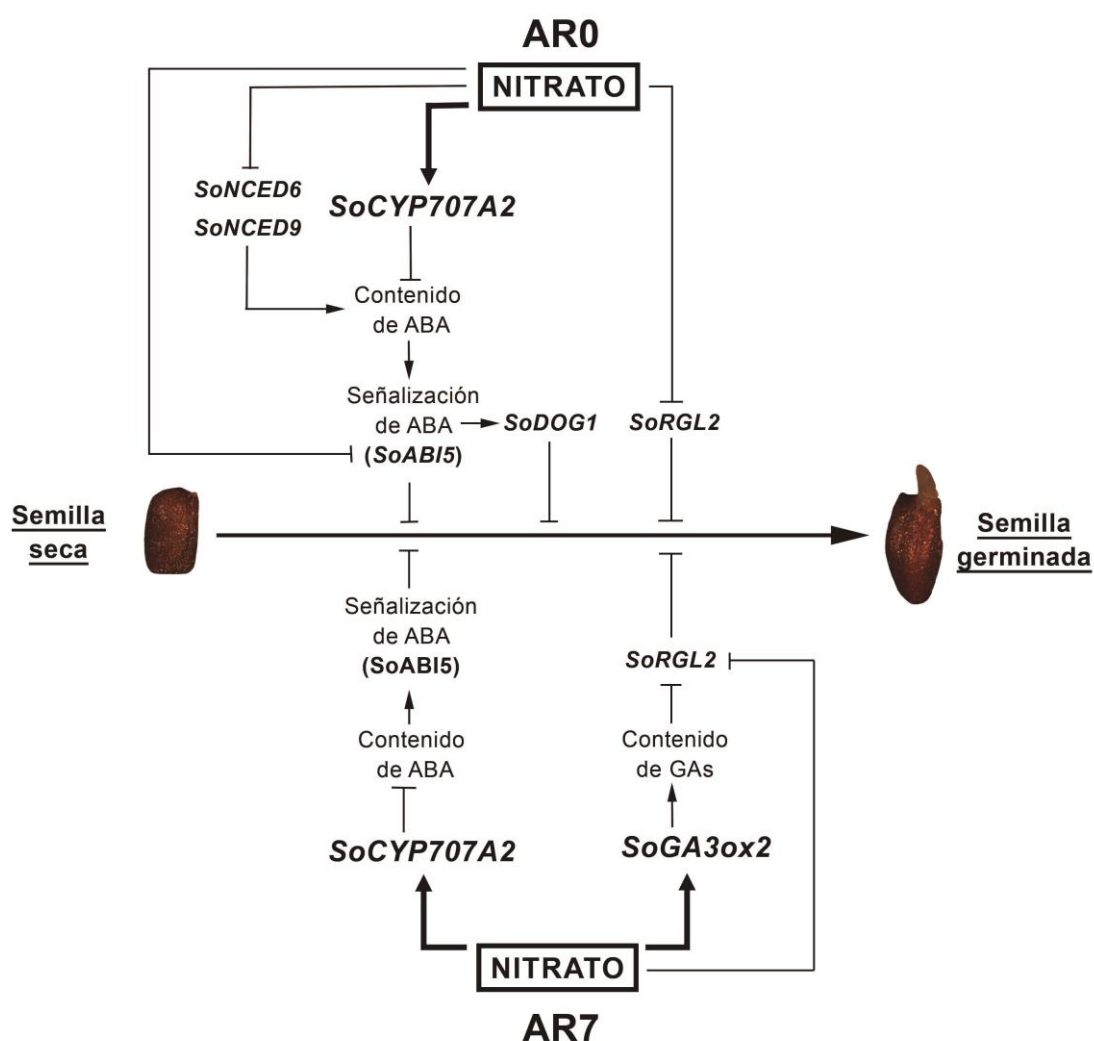 AR0
NITRATO
SoNCED6
SoNCED9
SoCYP707A2
Contenido
de ABA
Señalización
de ABA
(SoABI5)
SoDOG1
SoRGL2
Semilla
seca
Semilla
germinada
Señalización
de ABA
(SoABI5)
SoRGL2
Contenido
de ABA
Contenido
de GAs
SoCYP707A2
SoGA3ox2
NITRATO
AR7